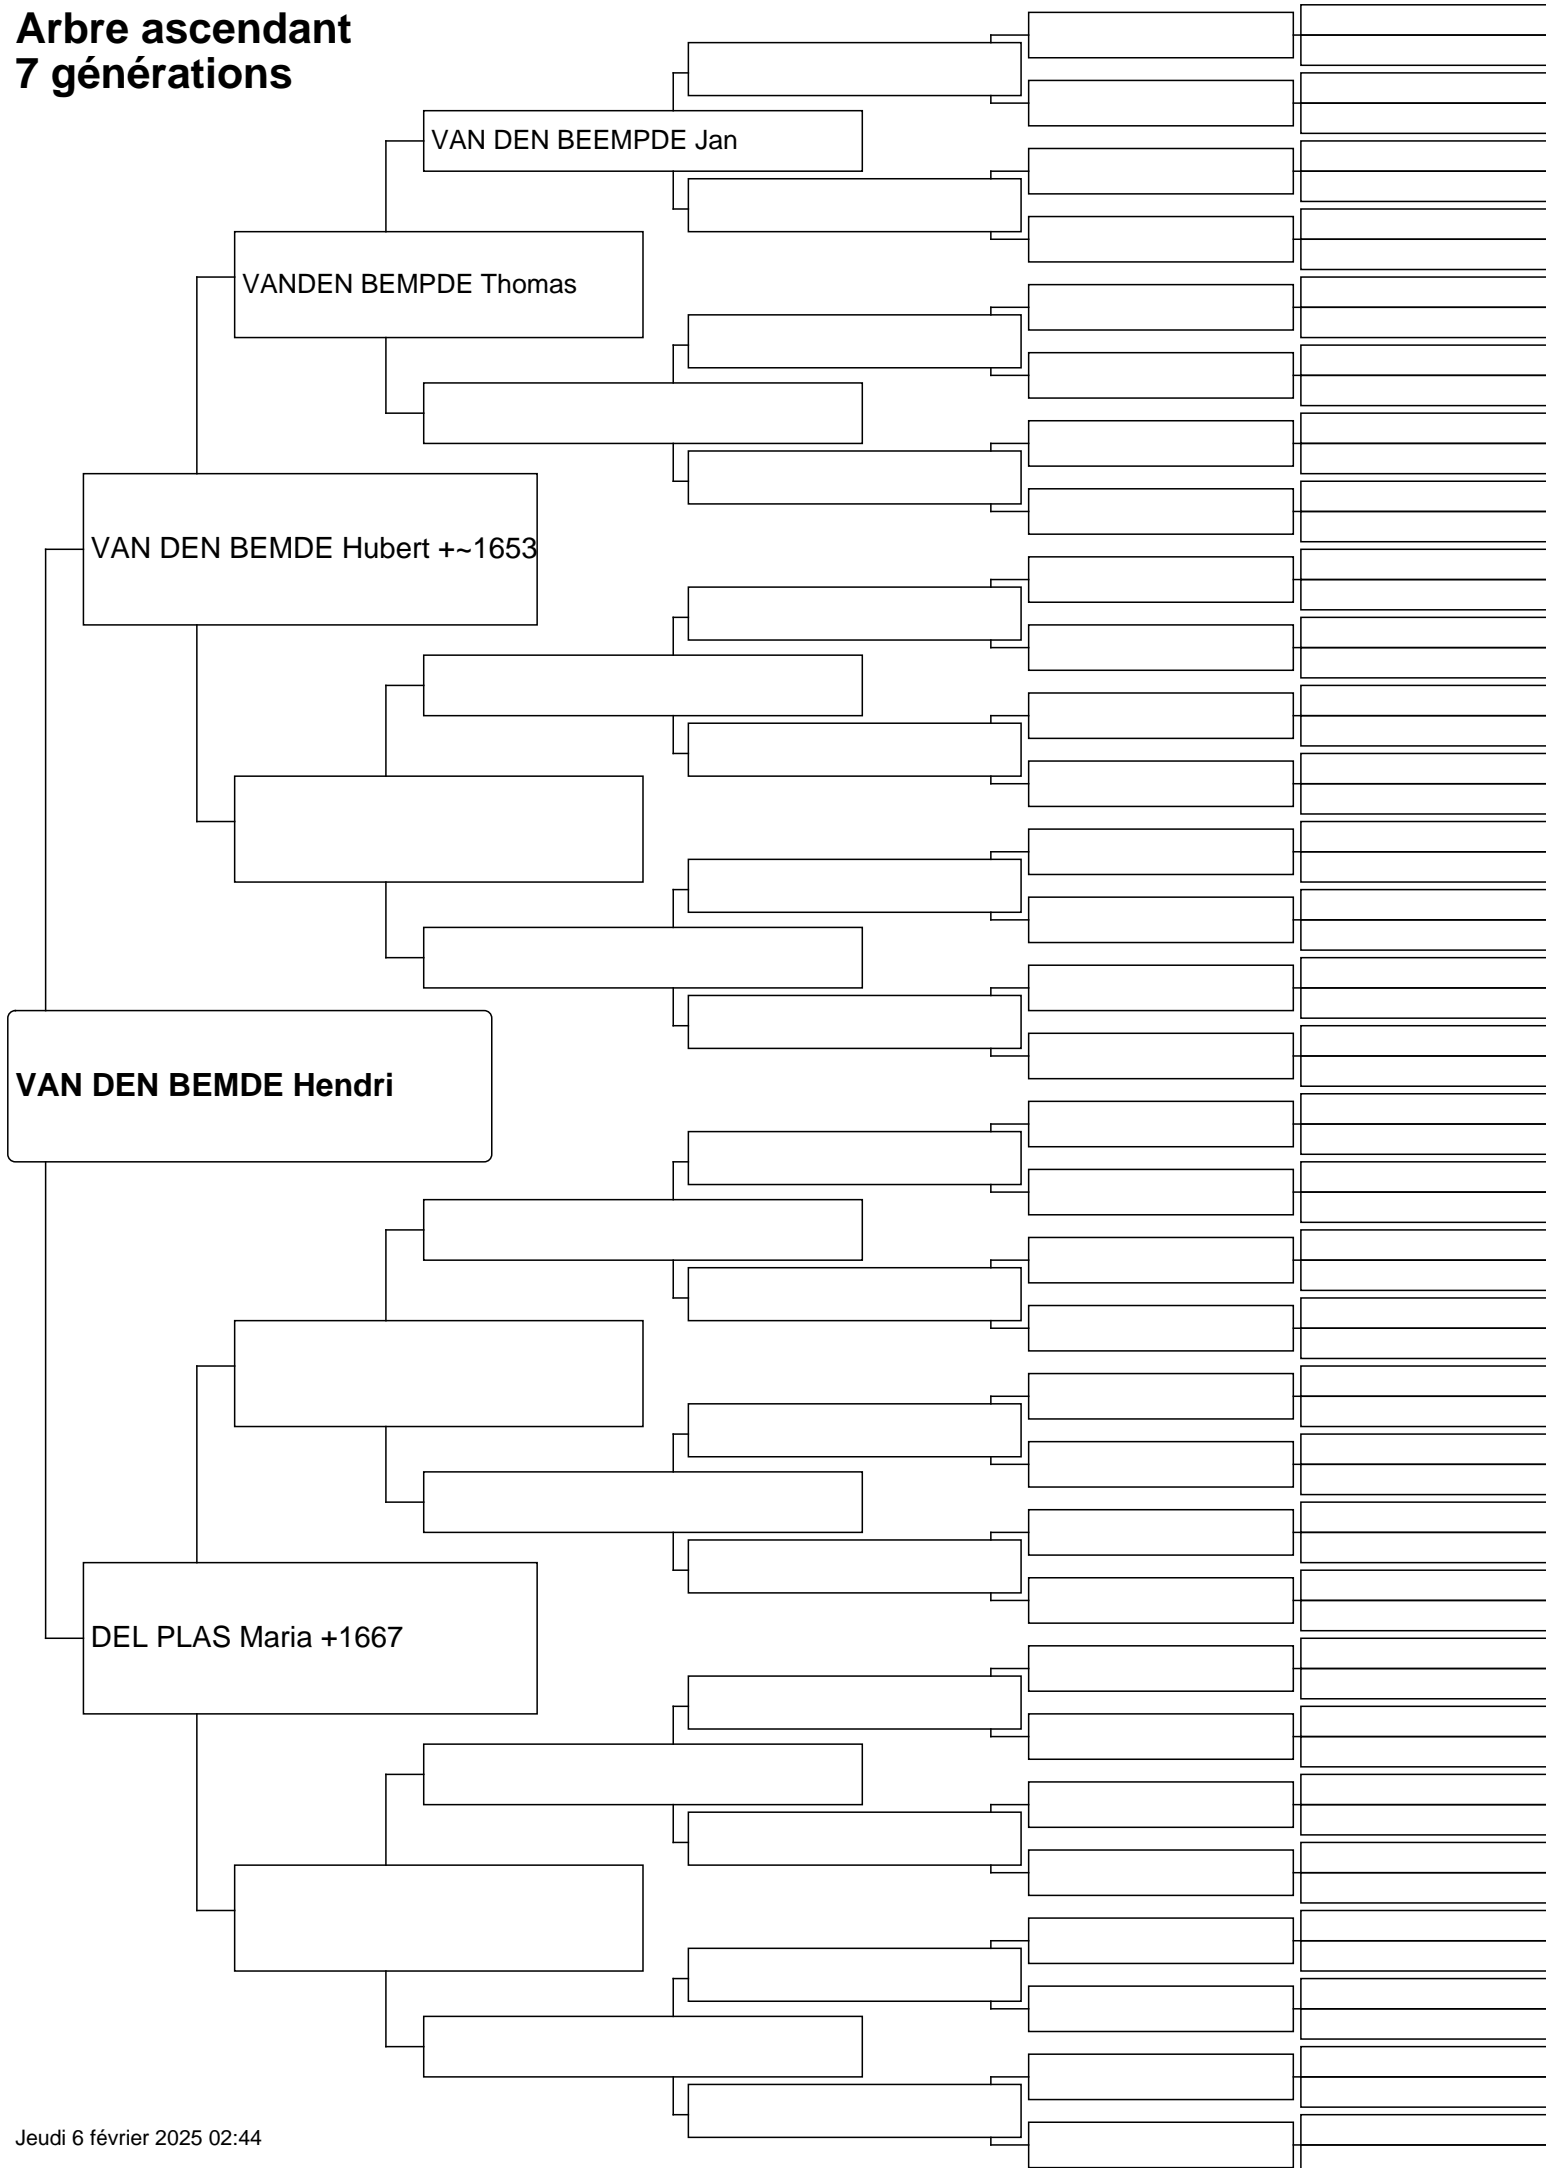 Arbre ascendant
7 générations
VAN DEN BEEMPDE Jan
VANDEN BEMPDE Thomas
VAN DEN BEMDE Hubert +~1653
VAN DEN BEMDE Hendri
DEL PLAS Maria +1667
Jeudi 6 février 2025 02:44